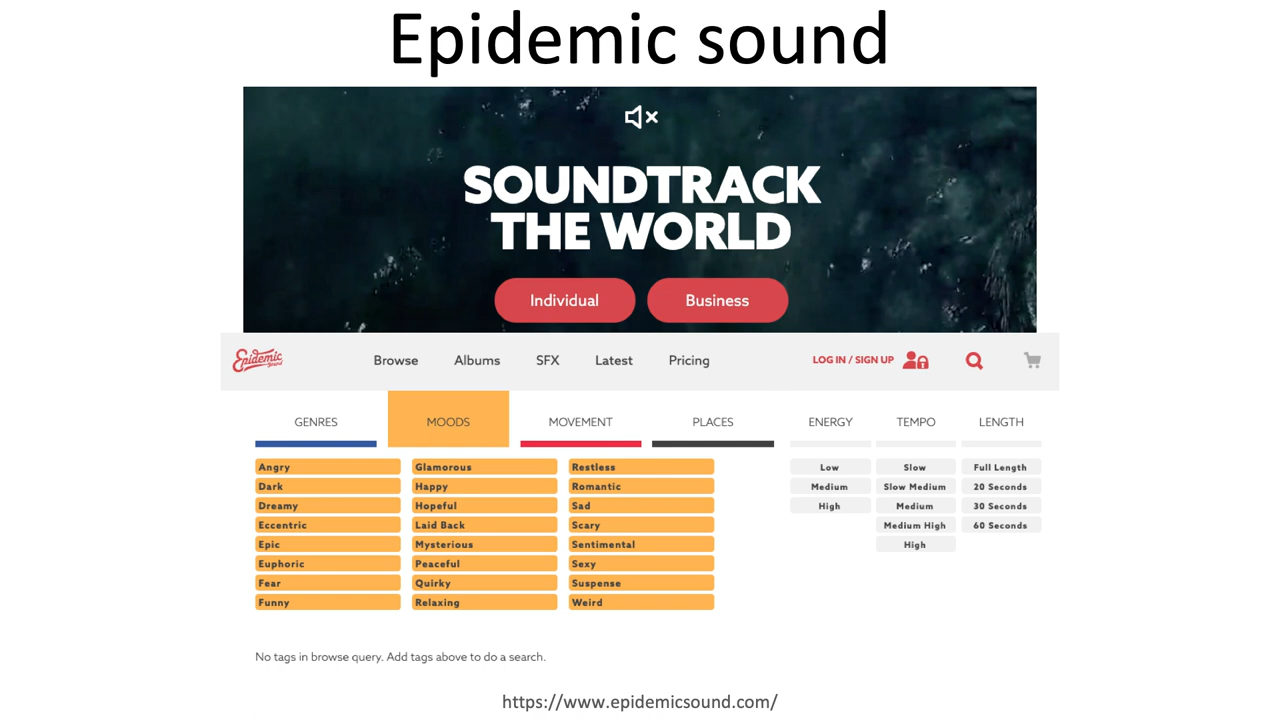 Epidemic sound
SOUNDTRACK
THE WORLD
Individual Business
Epidemic Sound Browse Albums SFX Latest Pricing LOG IN / SIGN UP
GENRES MOODS MOVEMENT PLACES ENERGY TEMPO LENGTH
Angry Glamorous Restless Low Slow Full Length
Dark Happy Romantic Medium Slow Medium 20 Seconds
Dreamy Hopeful Sad High Medium 30 Seconds
Eccentric Laid Back Scary Medium High 60 Seconds
Epic Mysterious Sentimental High
Euphoric Peaceful Sexy
Fear Quirky Suspense
Funny Relaxing Weird
No tags in browse query. Add tags above to do a search.
https://www.epidemicsound.com/